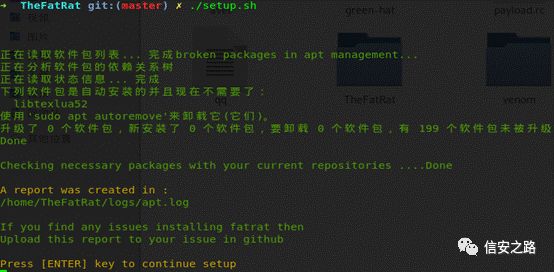 ➜  TheFatRat git:(master) ✗ ./setup.sh
green-hat
payload.rc
正在读取软件包列表... 完成broken packages in apt management...
正在分析软件包的依赖关系树
正在读取状态信息... 完成
下列软件包是自动安装的并且现在不需要了：
libtexlua52
使用'sudo apt autoremove'来卸载它(它们)。
qq
TheFatRat
venom
升级了 0 个软件包，新安装了 0 个软件包，要卸载 0 个软件包，有 199 个软件包未被升级
Done
Checking necessary packages with your current repositories ....Done
A report was created in :
/home/TheFatRat/logs/apt.log
If you find any issues installing fatrat then
Upload this report to your issue in github
Press [ENTER] key to continue setup
信安之路